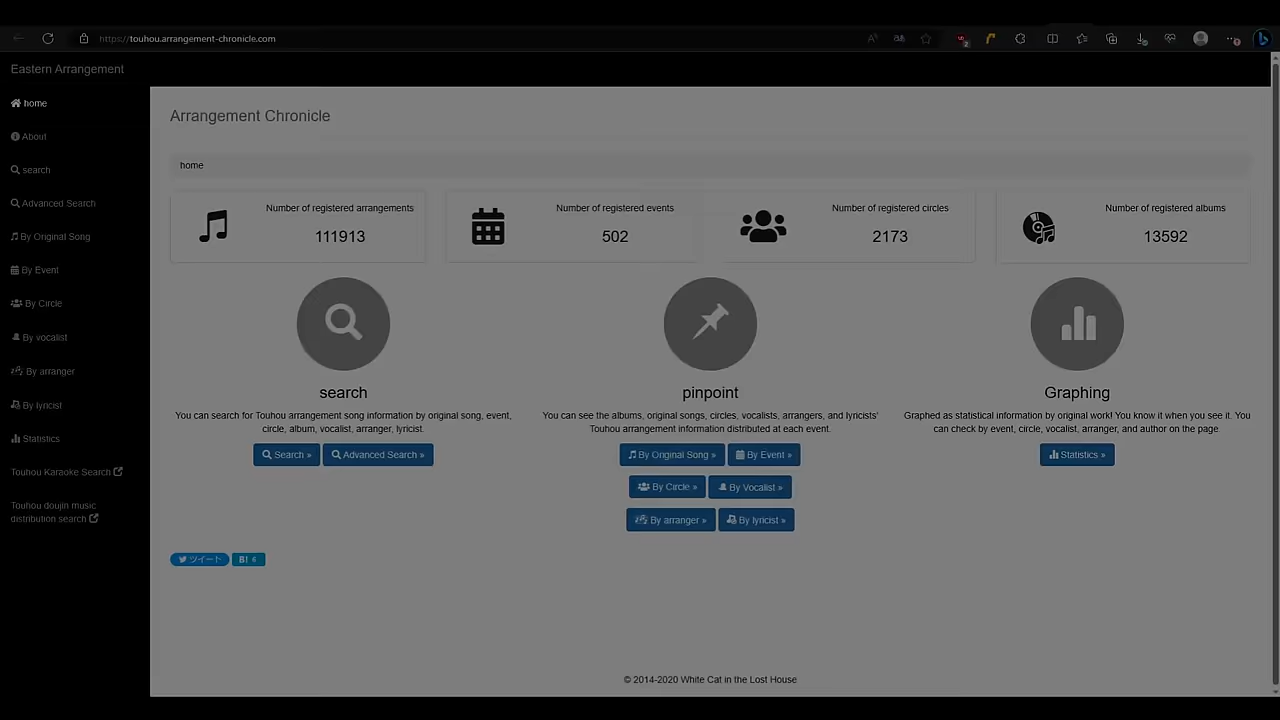 https://touhou.arrangement-chronicle.com
Eastern Arrangement
home
About
search
Advanced Search
By Original Song
By Event
By Circle
By vocalist
By arranger
By lyricist
Statistics
Touhou Karaoke Search
Touhou doujin music
distribution search
Arrangement Chronicle
home
Number of registered arrangements
111913
Number of registered events
502
Number of registered circles
2173
Number of registered albums
13592
search
You can search for Touhou arrangement song information by original song, event,
circle, album, vocalist, arranger, lyricist.
Search »
Advanced Search »
pinpoint
You can see the albums, original songs, circles, vocalists, arrangers, and lyricists'
Touhou arrangement information distributed at each event.
By Original Song »
By Event »
By Circle »
By Vocalist »
By arranger »
By lyricist »
Graphing
Graphed as statistical information by original work! You know it when you see it. You
can check by event, circle, vocalist, arranger, and author on the page.
Statistics »
ツイート
B! 6
© 2014-2020 White Cat in the Lost House